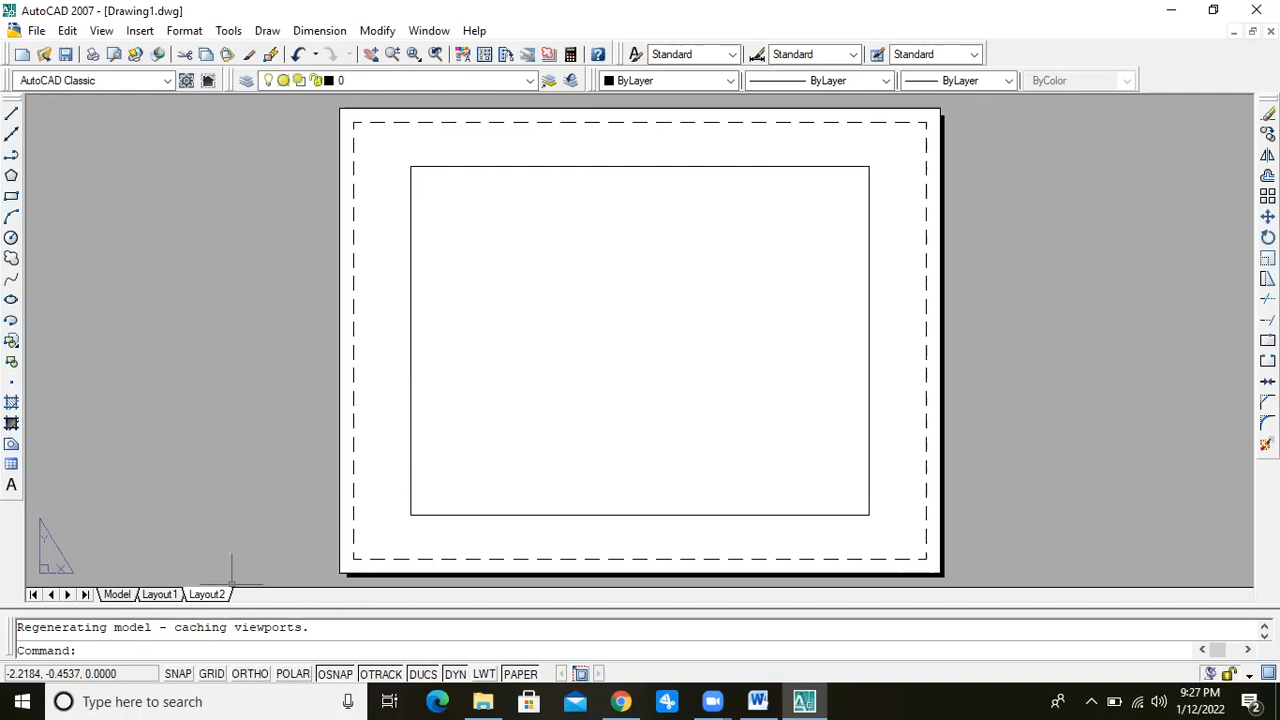 AutoCAD 2007 - [Drawing1.dwg]
File Edit View Insert Format Tools Draw Dimension Modify Window Help
Standard Standard Standard
AutoCAD Classic 0 ByLayer ByLayer ByLayer ByColor
A
Y
X
Model Layout1 Layout2
Regenerating model - caching viewports.
Command:
-2.2184, -0.4537, 0.0000 SNAP GRID ORTHO POLAR OSNAP OTRACK DUCS DYN LWT PAPER
Type here to search
9:27 PM
1/12/2022
2